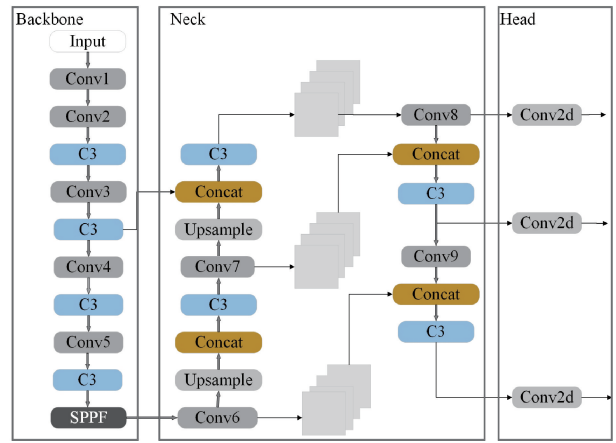 Backbone
Input
Conv1
Conv2
C3
Conv3
C3
Conv4
C3
Conv5
C3
SPPF
Neck
C3
Concat
Upsample
Conv7
C3
Concat
Upsample
Conv6
Conv8
Concat
C3
Conv9
Concat
C3
Head
Conv2d
Conv2d
Conv2d